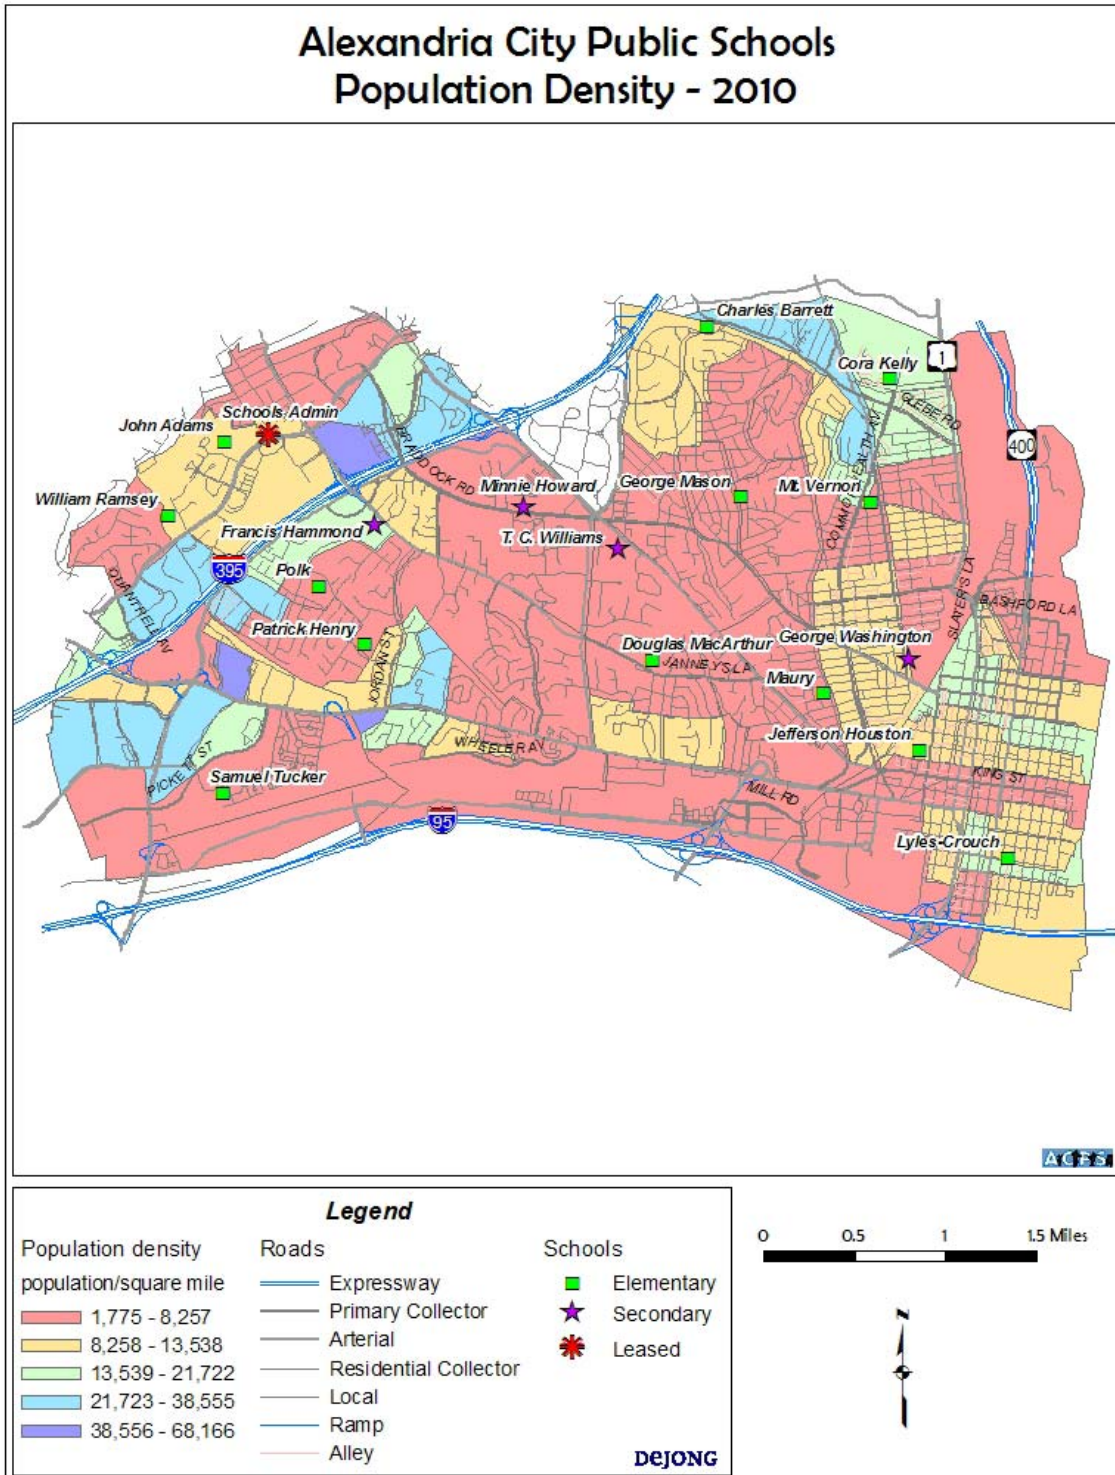 Alexandria City Public Schools
Population Density - 2010
Charles Barrett
Cora Kelly
1
GLEBE RD
400
Schools Admin
John Adams
BRADDOCK RD
COMMONWEALTH AV
William Ramsey
Minnie Howard
George Mason
Mt. Vernon
Francis Hammond
T. C. Williams
395
Polk
QUANTRELL AV
SLATER'S LA
BASHFORD LA
Patrick Henry
JORDAN ST
Douglas MacArthur
George Washington
JANNEY'S LA
Maury
Jefferson Houston
WHEELER AV
PICKETT ST
Samuel Tucker
KING ST
MILL RD
95
Lyles-Crouch
ACPS
Legend
Population density
population/square mile
1,775 - 8,257
8,258 - 13,538
13,539 - 21,722
21,723 - 38,555
38,556 - 68,166
Roads
Expressway
Primary Collector
Arterial
Residential Collector
Local
Ramp
Alley
Schools
Elementary
Secondary
Leased
DEJONG
0 0.5 1 1.5 Miles
N